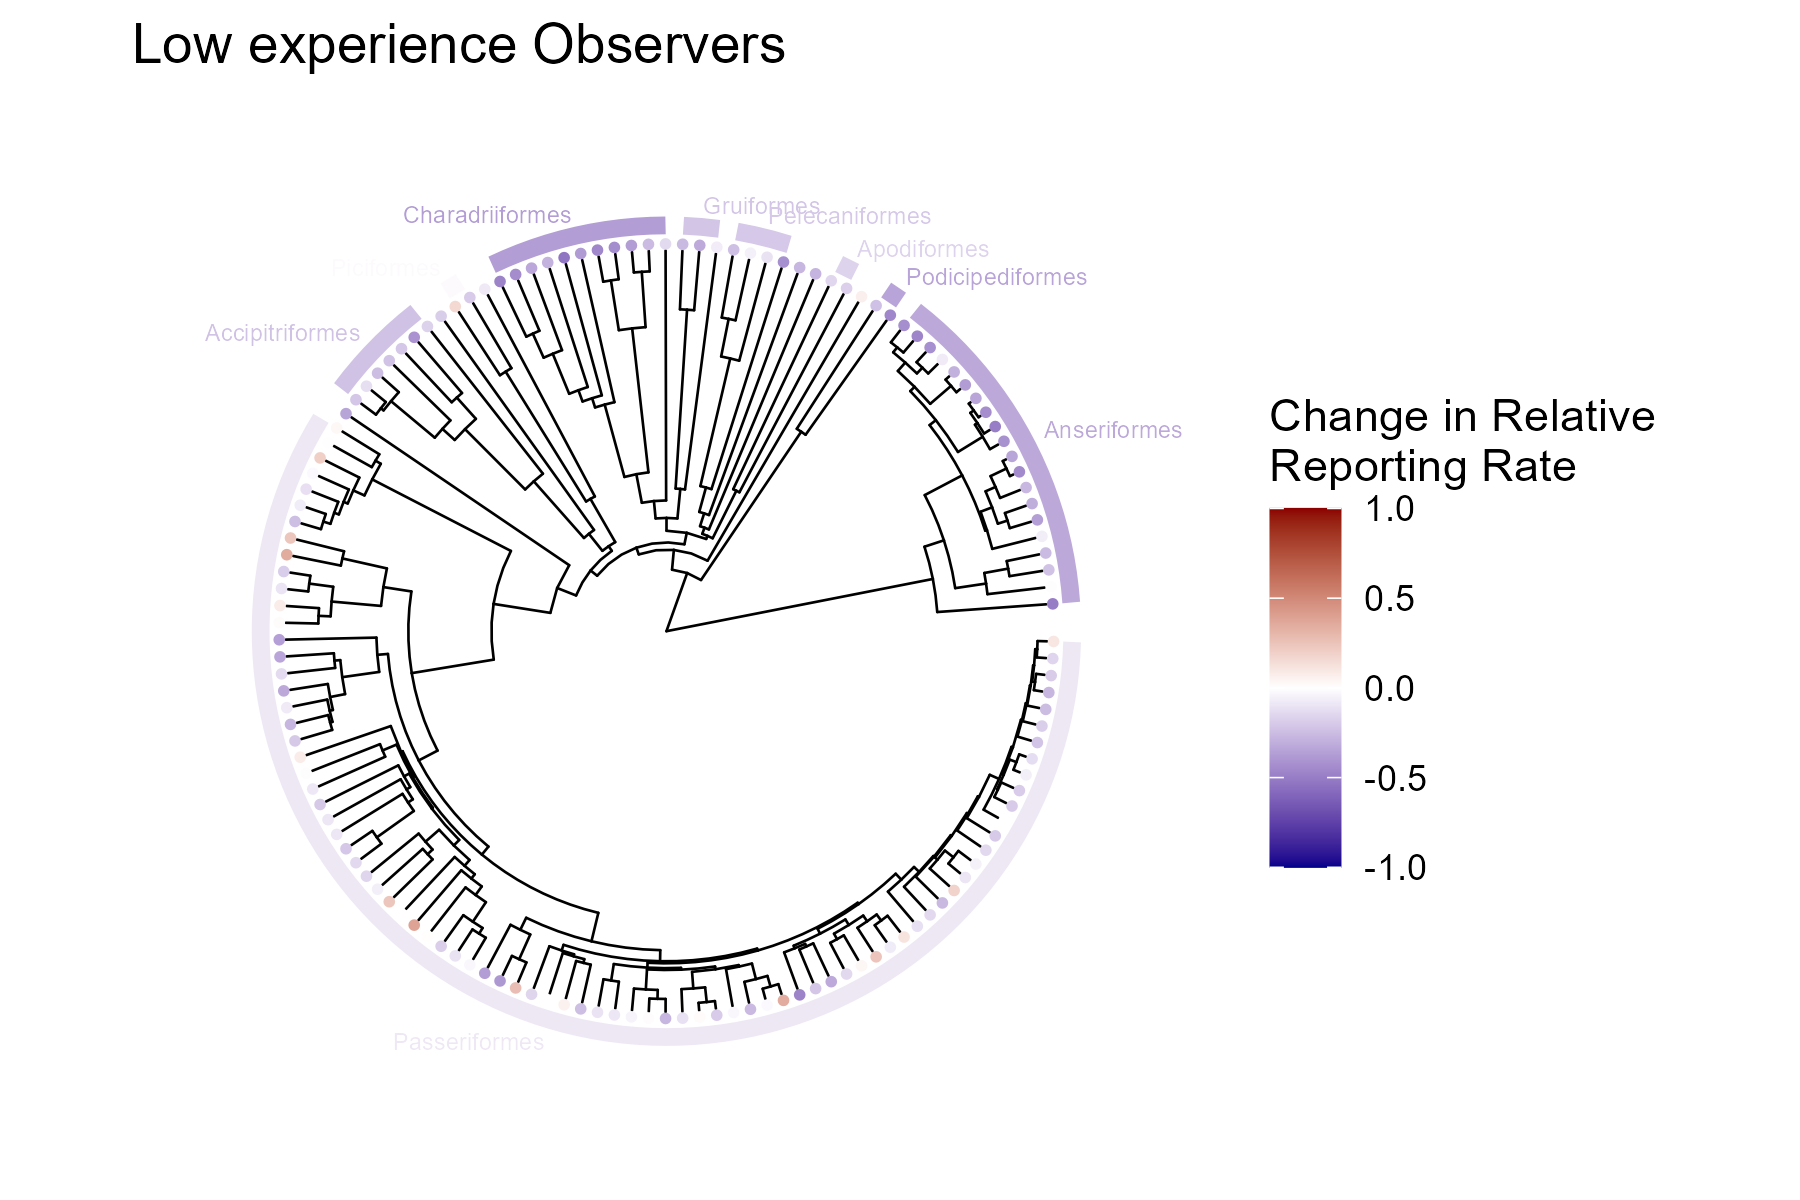 Low experience Observers
Gruiformes
Charadriiformes
Pelecaniformes
Apodiformes
Piciformes
Podicipediformes
Accipitriformes
Anseriformes
Passeriformes
Change in Relative
Reporting Rate
1.0
0.5
0.0
-0.5
-1.0